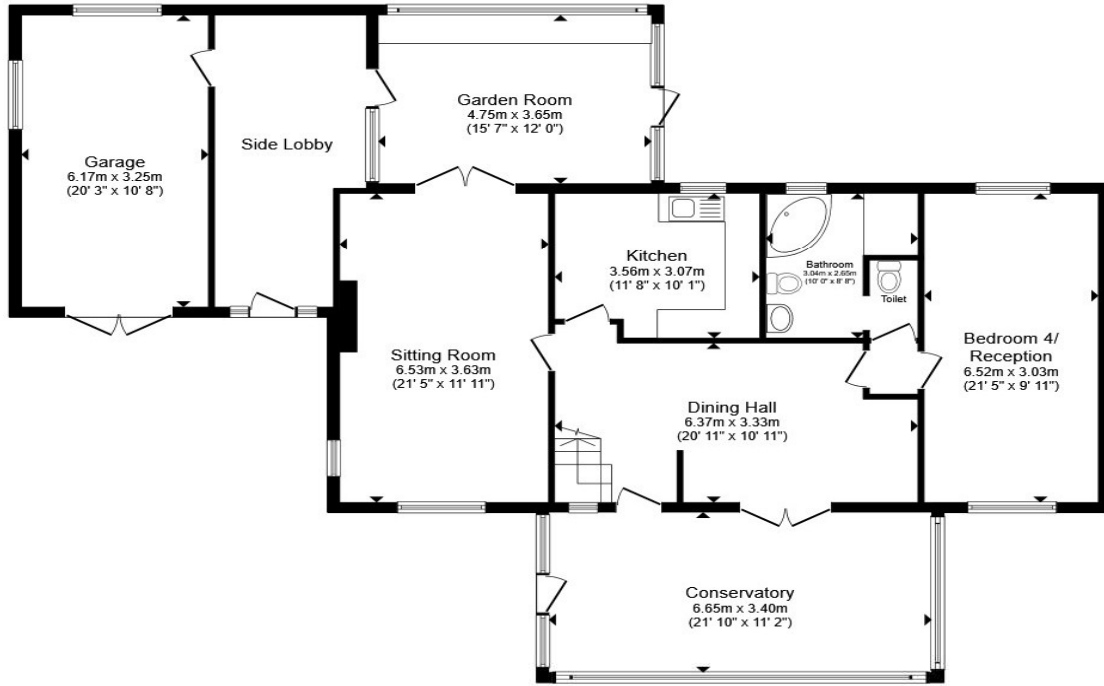 Garage
6.17m x 3.25m
(20' 3" x 10' 8")
Side Lobby
Garden Room
4.75m x 3.65m
(15' 7" x 12' 0")
Kitchen
3.56m x 3.07m
(11' 8" x 10' 1")
Bathroom
3.04m x 2.65m
(10' 0" x 8' 8")
Toilet
Bedroom 4/
Reception
6.52m x 3.03m
(21' 5" x 9' 11")
Sitting Room
6.53m x 3.63m
(21' 5" x 11' 11")
Dining Hall
6.37m x 3.33m
(20' 11" x 10' 11")
Conservatory
6.65m x 3.40m
(21' 10" x 11' 2")